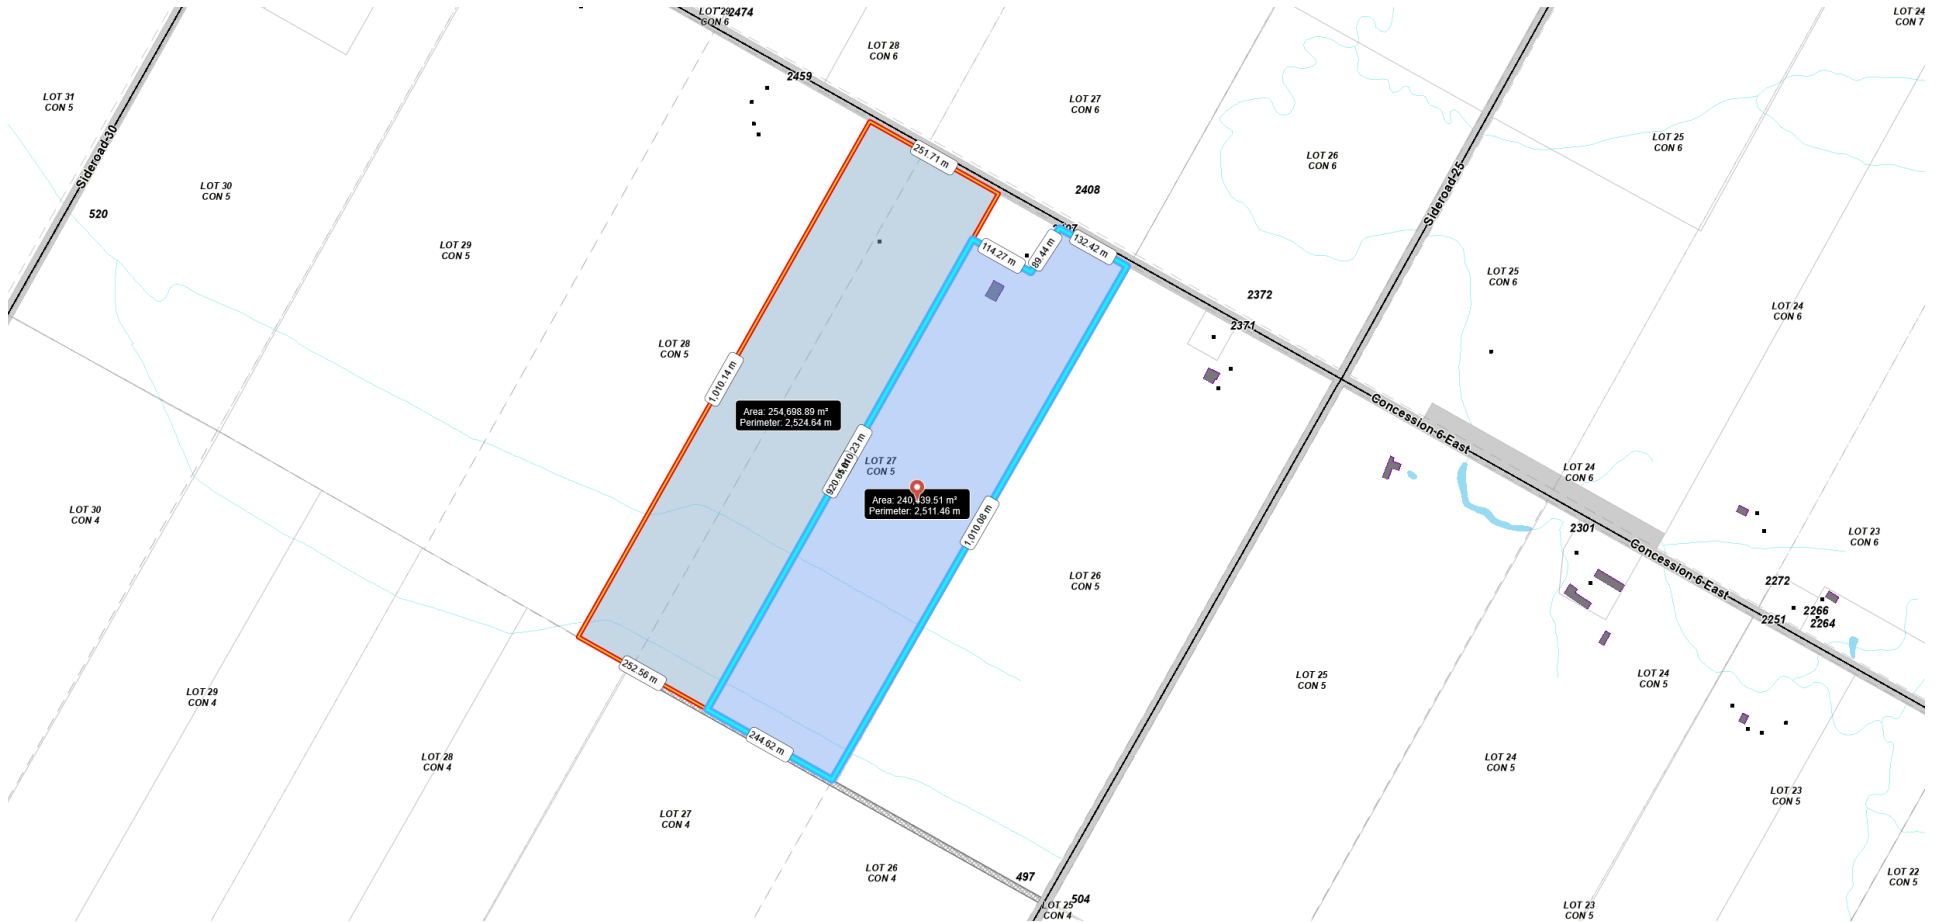 LOT 29
CON 6
2474
LOT 24
CON 7
LOT 28
CON 6
2459
LOT 31
CON 5
LOT 27
CON 6
Sideroad-30
LOT 25
CON 6
251.71 m
LOT 26
CON 6
Sideroad-25
LOT 30
CON 5
2408
520
114.27 m
89.44 m
132.42 m
LOT 29
CON 5
LOT 25
CON 6
2372
LOT 24
CON 6
2371
LOT 28
CON 5
1,010.14 m
Area: 254,698.89 m²
Perimeter: 2,524.64 m
Concession-6-East
LOT 27
CON 5
LOT 24
CON 6
Perimeter: 2,511.46 m
1,010.08 m
LOT 30
CON 4
2301
LOT 23
CON 6
Concession-6-East
LOT 26
CON 5
2272
2266
2264
2251
252.56 m
LOT 29
CON 4
LOT 25
CON 5
LOT 24
CON 5
244.62 m
LOT 28
CON 4
LOT 24
CON 5
LOT 23
CON 5
LOT 27
CON 4
LOT 26
CON 4
497
504
LOT 25
CON 4
LOT 22
CON 5
LOT 23
CON 5